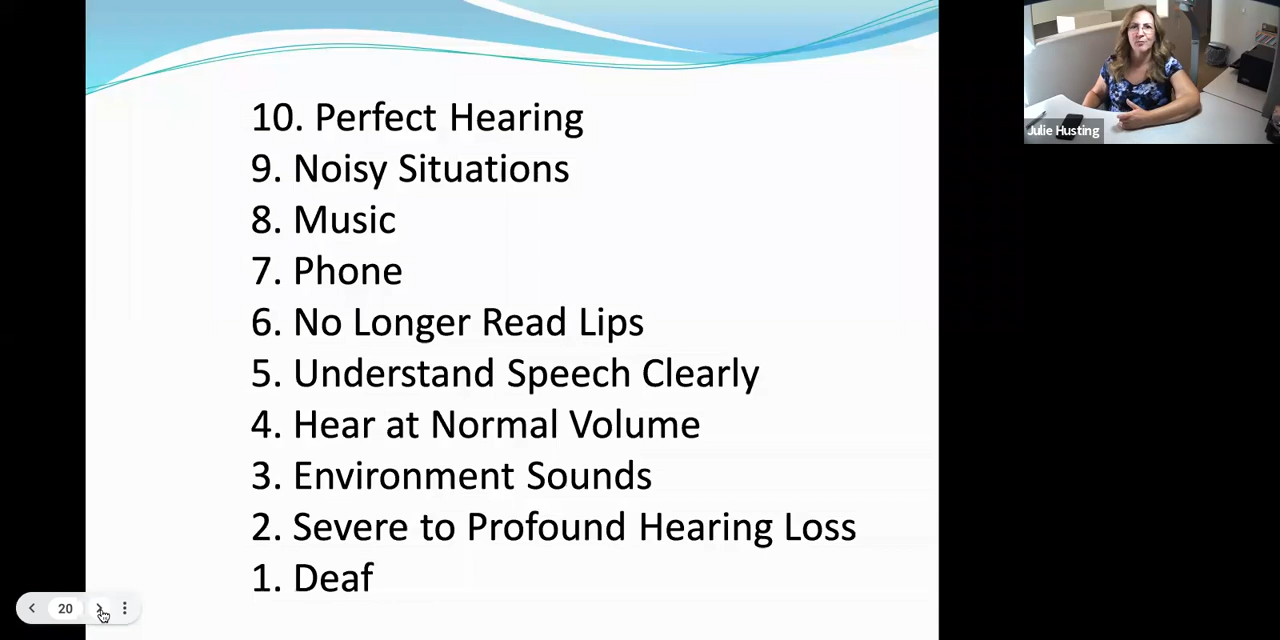 10. Perfect Hearing
9. Noisy Situations
8. Music
7. Phone
6. No Longer Read Lips
5. Understand Speech Clearly
4. Hear at Normal Volume
3. Environment Sounds
2. Severe to Profound Hearing Loss
1. Deaf
Julie Husting
20